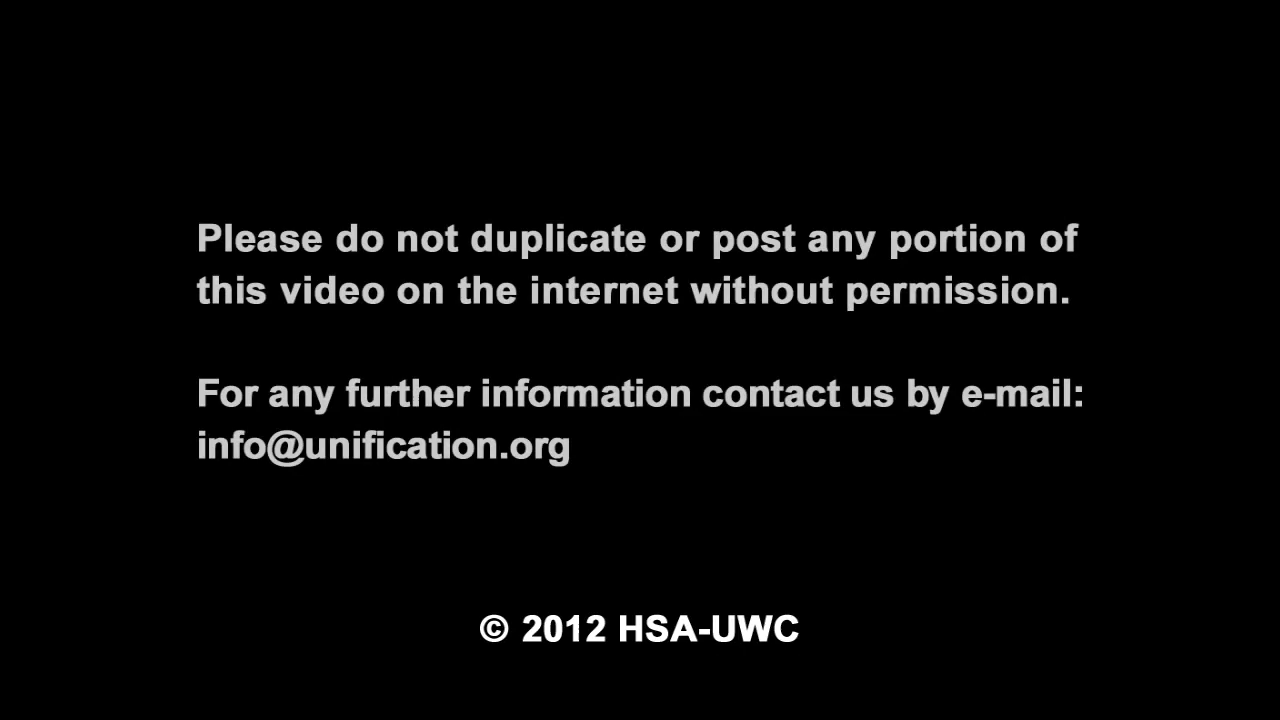 Please do not duplicate or post any portion of
this video on the internet without permission.
For any further information contact us by e-mail:
info@unification.org
© 2012 HSA-UWC